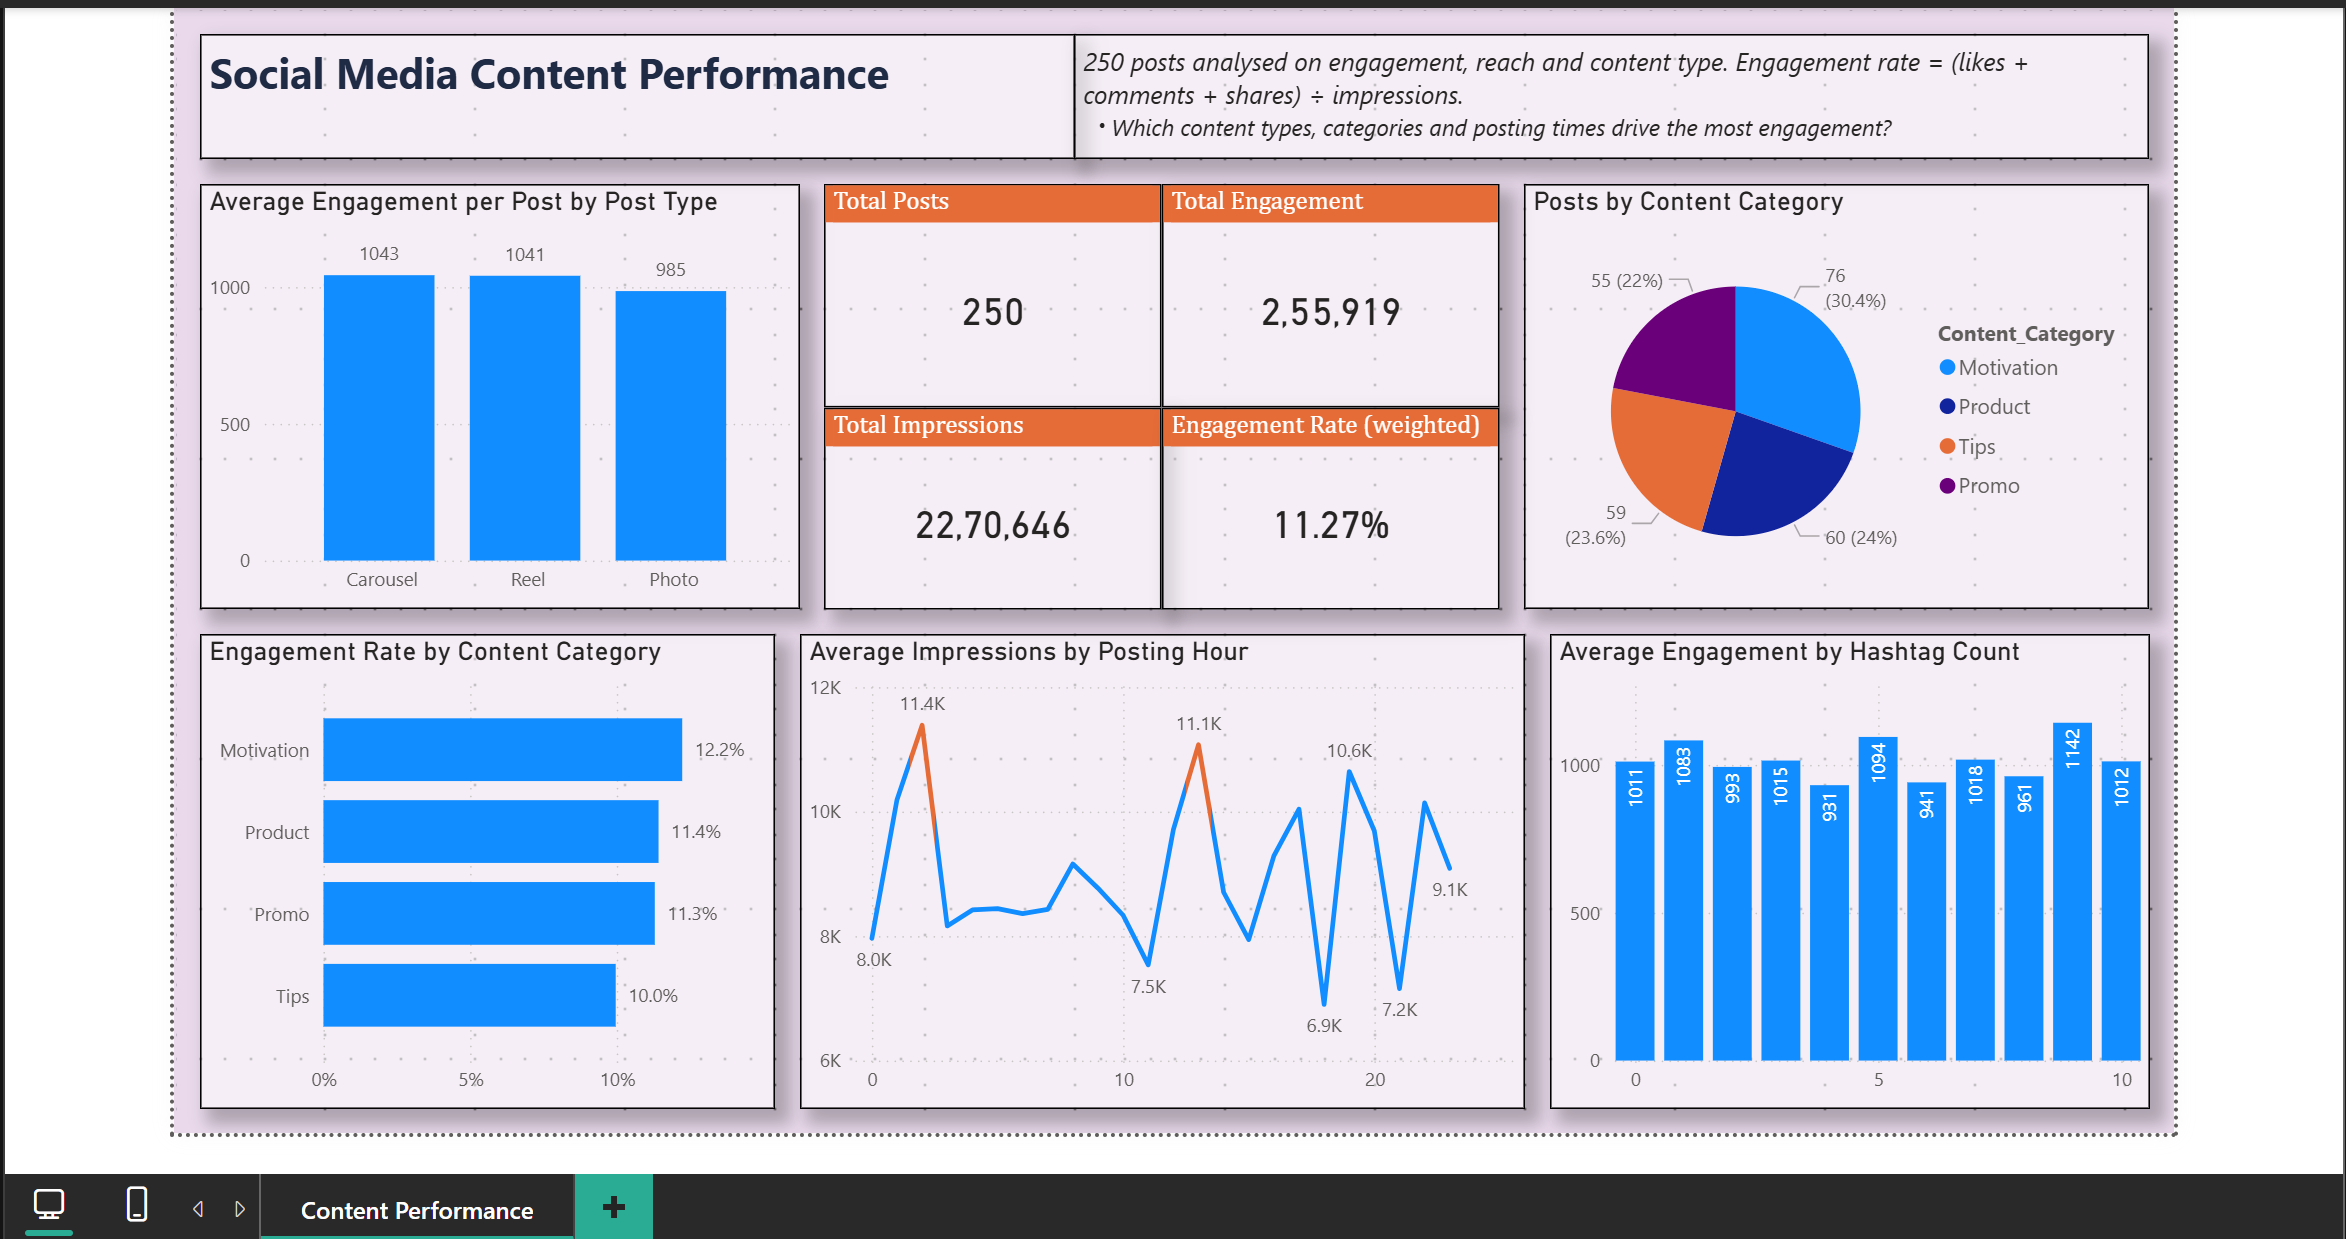 Social Media Content Performance
250 posts analysed on engagement, reach and content type. Engagement rate = (likes +
comments + shares) ÷ impressions.
• Which content types, categories and posting times drive the most engagement?
Average Engagement per Post by Post Type
1043
1041
985
1000
500
0
Carousel
Reel
Photo
Total Posts
250
Total Engagement
2,55,919
Total Impressions
22,70,646
Engagement Rate (weighted)
11.27%
Posts by Content Category
55 (22%)
76
(30.4%)
59
(23.6%)
60 (24%)
Content_Category
Motivation
Product
Tips
Promo
Engagement Rate by Content Category
Motivation
12.2%
Product
11.4%
Promo
11.3%
Tips
10.0%
0%
5%
10%
Average Impressions by Posting Hour
12K
10K
8K
6K
11.4K
11.1K
10.6K
8.0K
7.5K
6.9K
7.2K
9.1K
0
10
20
Average Engagement by Hashtag Count
1000
500
0
1011
1083
993
1015
931
1094
941
1018
961
1142
1012
0
5
10
Content Performance